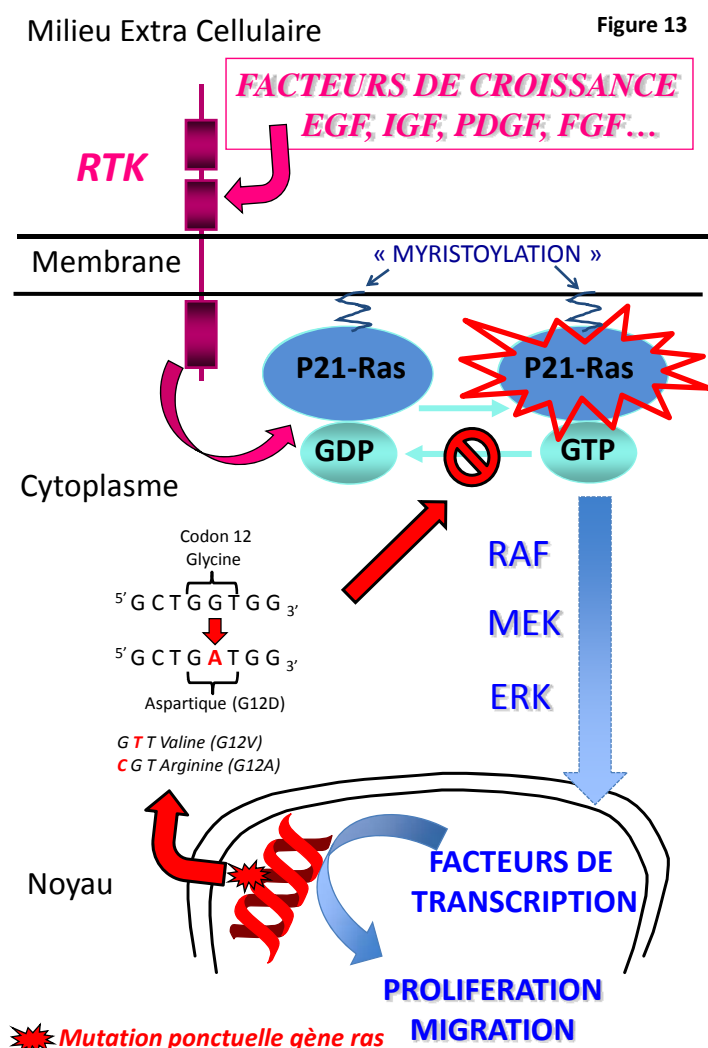 Milieu Extra Cellulaire
Figure 13
FACTEURS DE CROISSANCE
EGF, IGF, PDGF, FGF...
RTK
Membrane
« MYRISTOYLATION »
P21-Ras
P21-Ras
GDP
GTP
Cytoplasme
Codon 12
Glycine
5' G C T G G T G G 3'
5' G C T G A T G G 3'
Aspartique (G12D)
G T T Valine (G12V)
C G T Arginine (G12A)
RAF
MEK
ERK
Noyau
FACTEURS DE
TRANSCRIPTION
PROLIFERATION
MIGRATION
Mutation ponctuelle gène ras